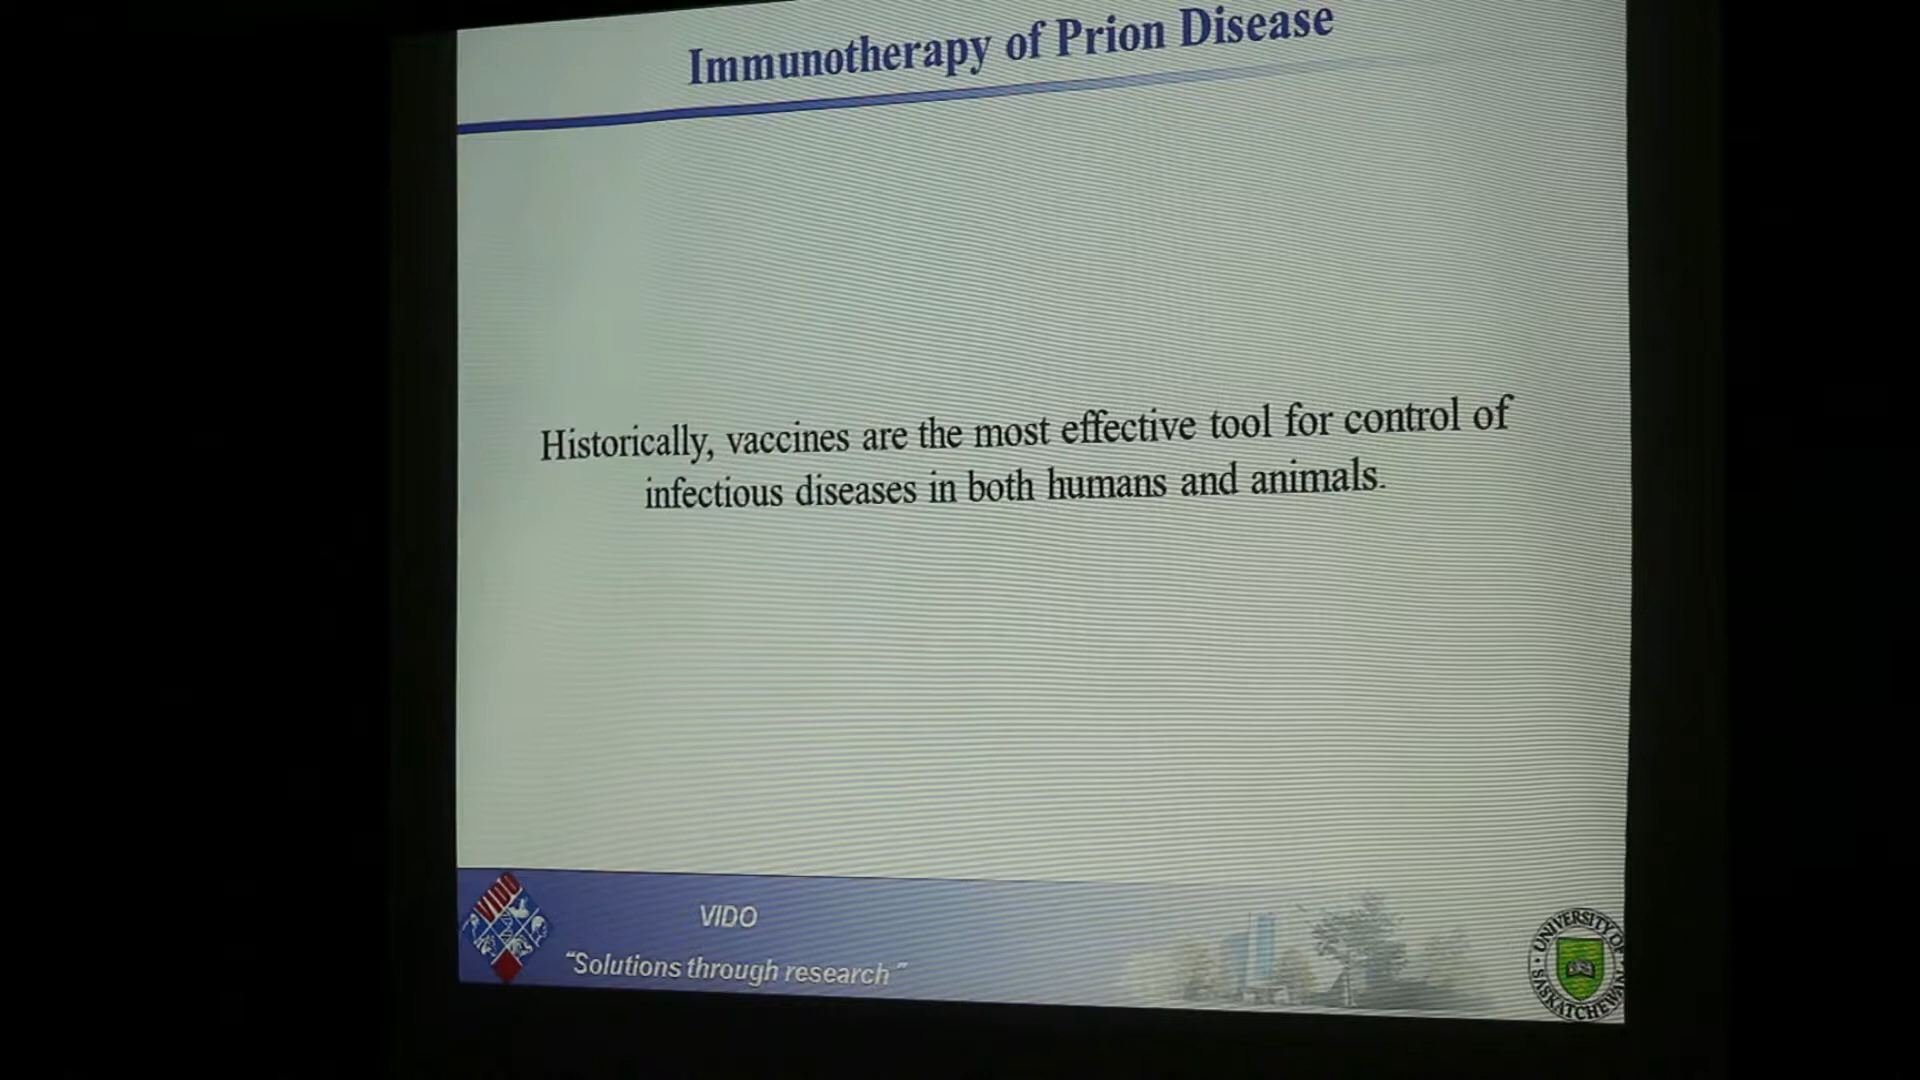 Immunotherapy of Prion Disease
Historically, vaccines are the most effective tool for control of
infectious diseases in both humans and animals.
VIDO
VIDO
“Solutions through research”
UNIVERSITY OF
SASKATCHEWAN